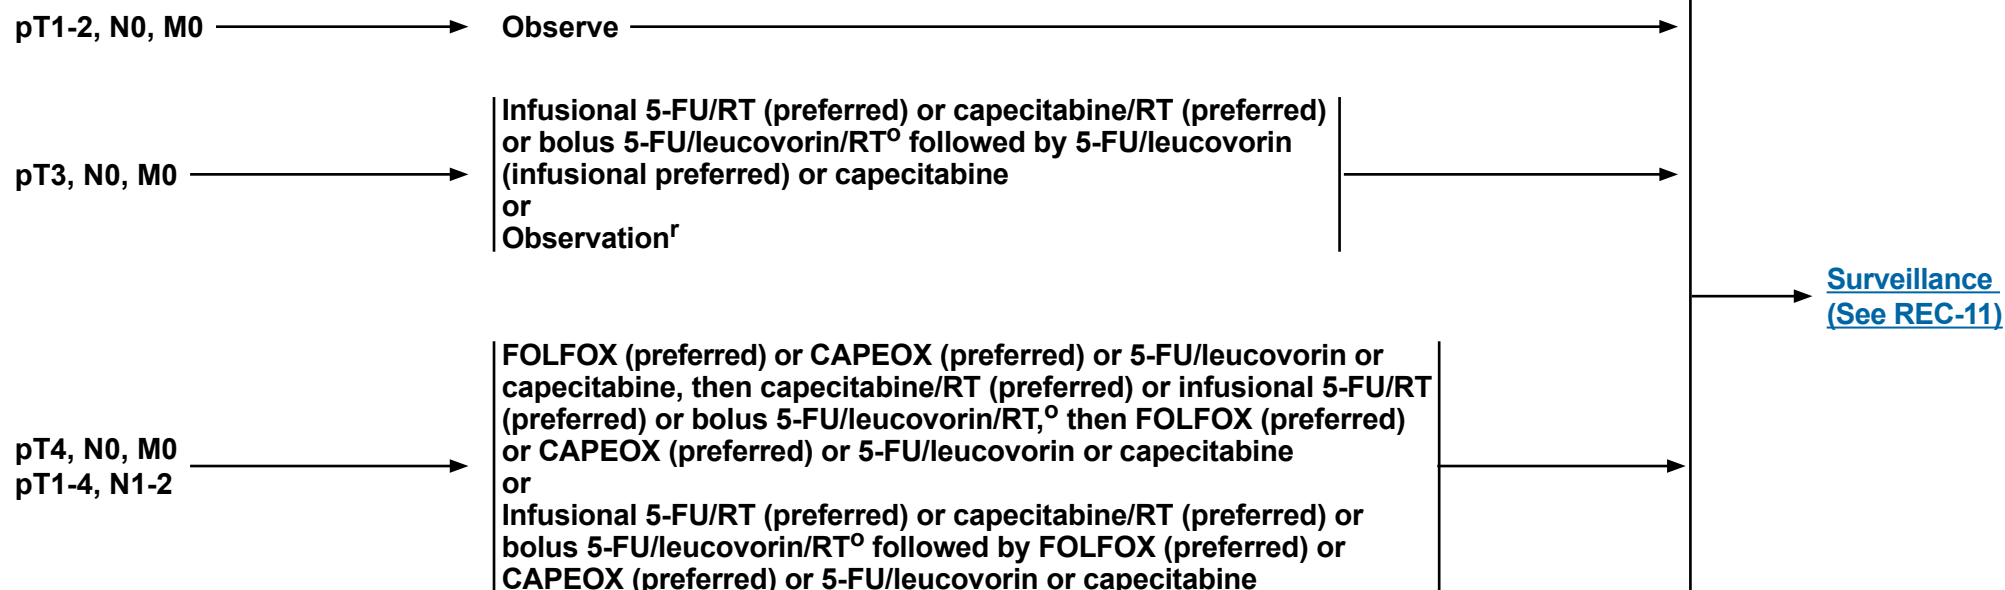 pT1-2, N0, M0
Observe
pT3, N0, M0
Infusional 5-FU/RT (preferred) or capecitabine/RT (preferred)
or bolus 5-FU/leucovorin/RTᵒ followed by 5-FU/leucovorin
(infusional preferred) or capecitabine
or
Observationʳ
pT4, N0, M0
pT1-4, N1-2
FOLFOX (preferred) or CAPEOX (preferred) or 5-FU/leucovorin or
capecitabine, then capecitabine/RT (preferred) or infusional 5-FU/RT
(preferred) or bolus 5-FU/leucovorin/RT,ᵒ then FOLFOX (preferred)
or CAPEOX (preferred) or 5-FU/leucovorin or capecitabine
or
Infusional 5-FU/RT (preferred) or capecitabine/RT (preferred) or
bolus 5-FU/leucovorin/RTᵒ followed by FOLFOX (preferred) or
CAPEOX (preferred) or 5-FU/leucovorin or capecitabine
Surveillance
(See REC-11)